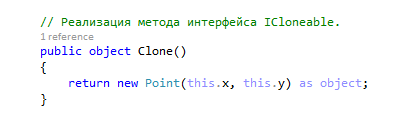 // Реализация метода интерфейса ICloneable.
1 reference
public object Clone()
{
return new Point(this.x, this.y) as object;
}